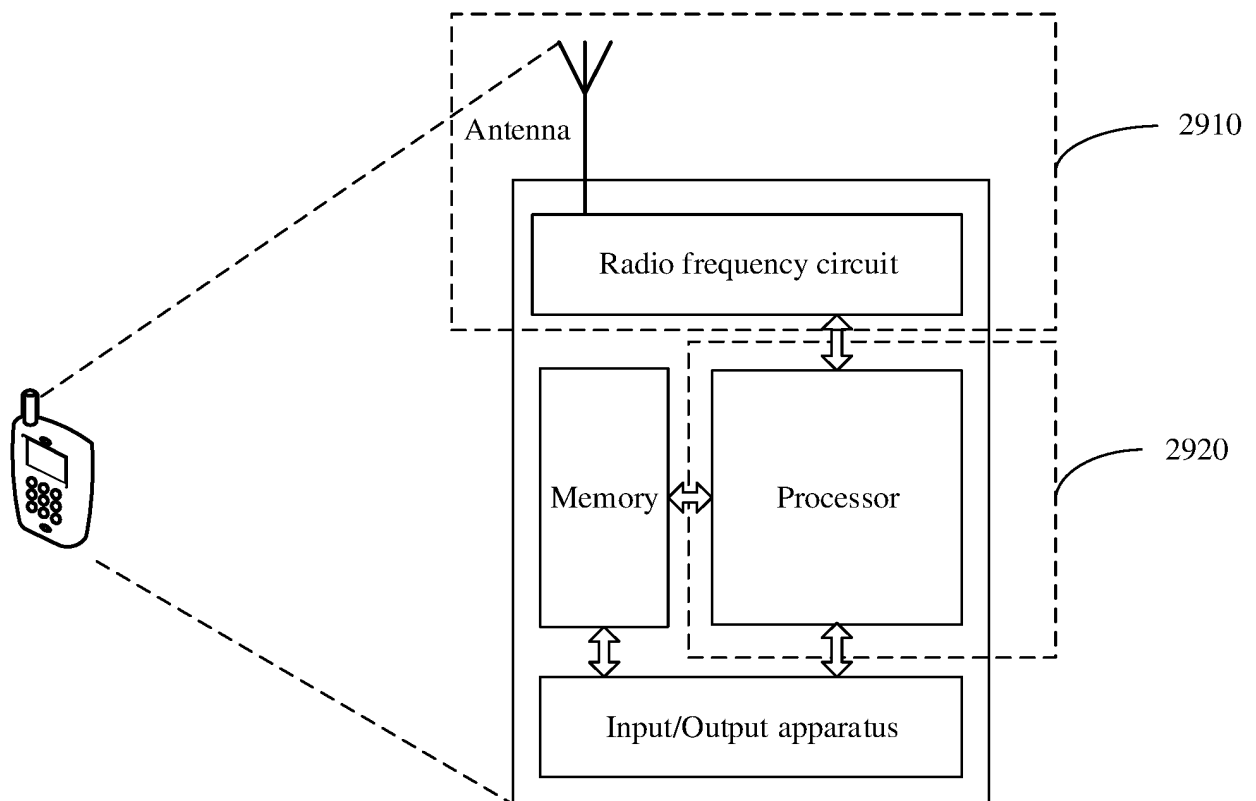 Antenna
2910
Radio frequency circuit
2920
Memory
Processor
Input/Output apparatus